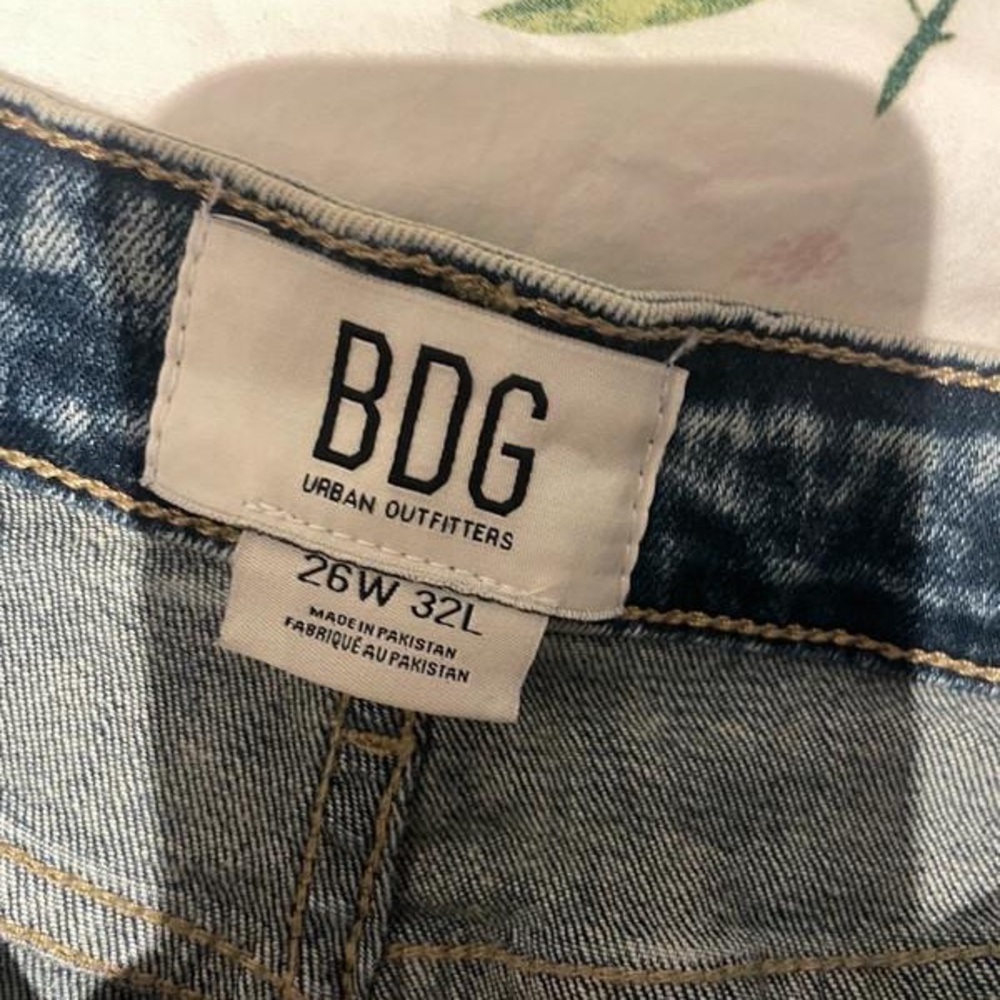 BDG
URBAN OUTFITTERS
26W 32L
MADE IN PAKISTAN
FABRIQUÉ AU PAKISTAN